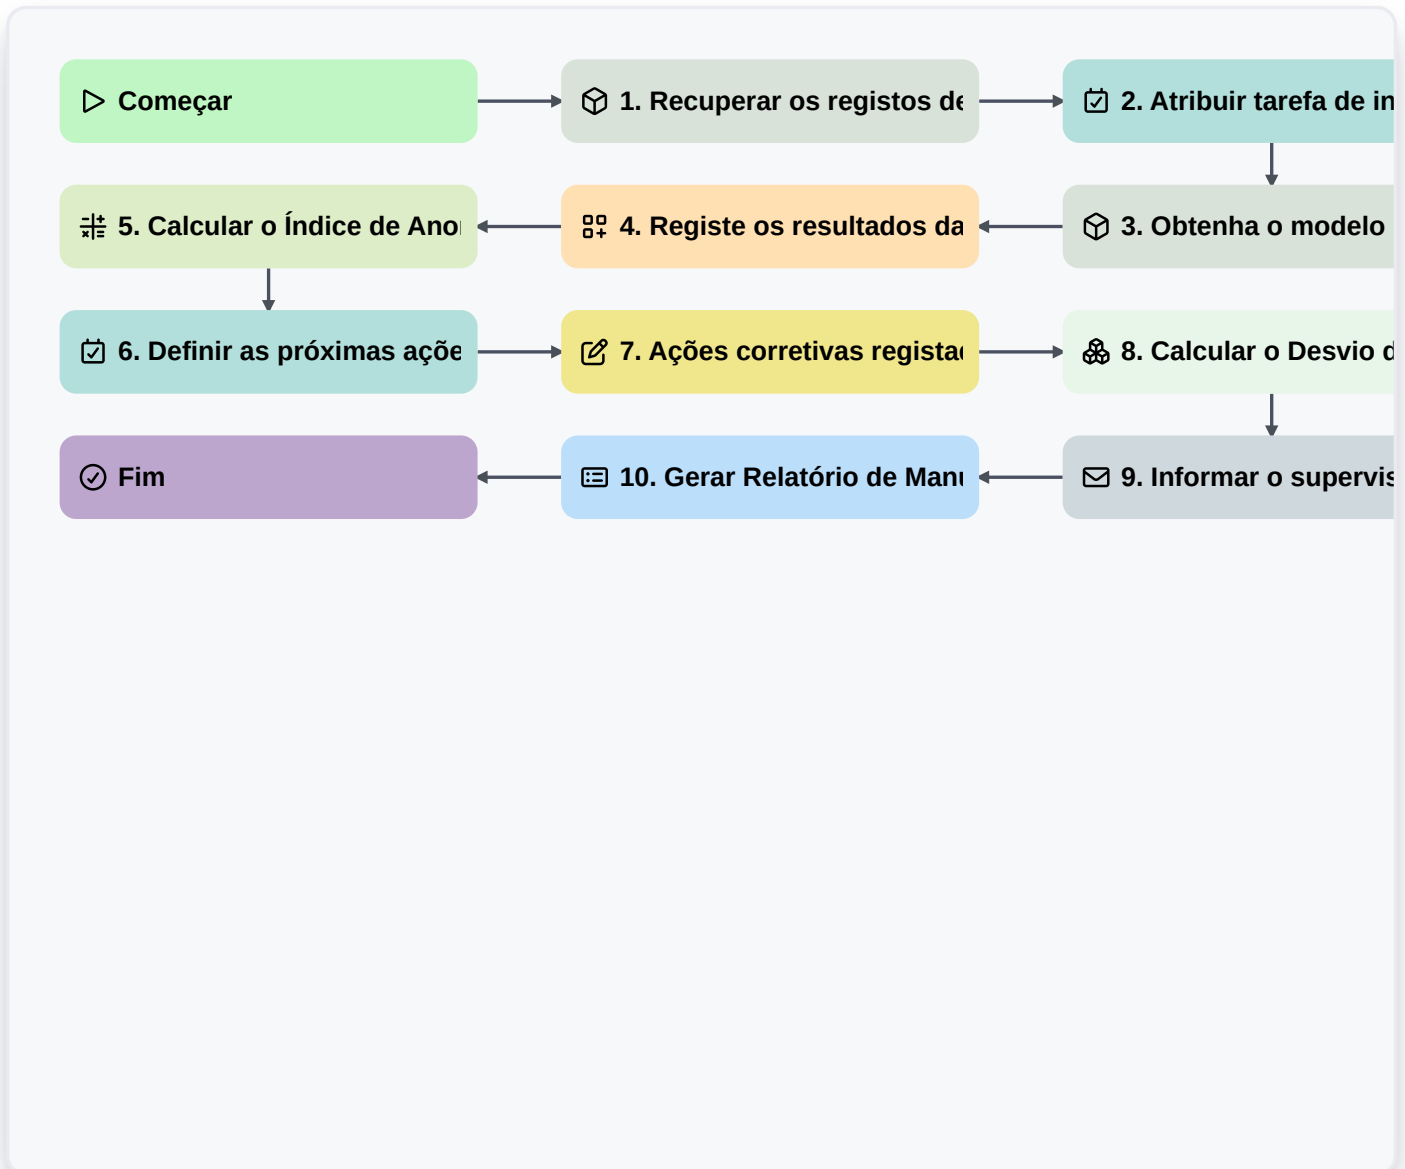 Começar
1. Recuperar os registos de
2. Atribuir tarefa de in
5. Calcular o Índice de Ano
4. Registe os resultados da
3. Obtenha o modelo
6. Definir as próximas açõe
7. Ações corretivas regista
8. Calcular o Desvio d
Fim
10. Gerar Relatório de Man
9. Informar o supervis